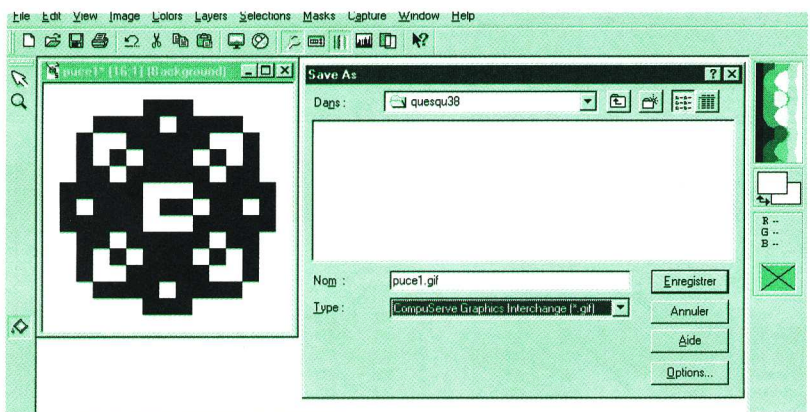 File Edit View Image Colors Layers Selections Masks Capture Window Help
puce1* [16:1] (Background)
Save As
Dans :
quesqu38
Nom :
puce1.gif
Enregistrer
Type :
CompuServe Graphics Interchange (*.gif)
Annuler
Aide
Options...
R --
G --
B --